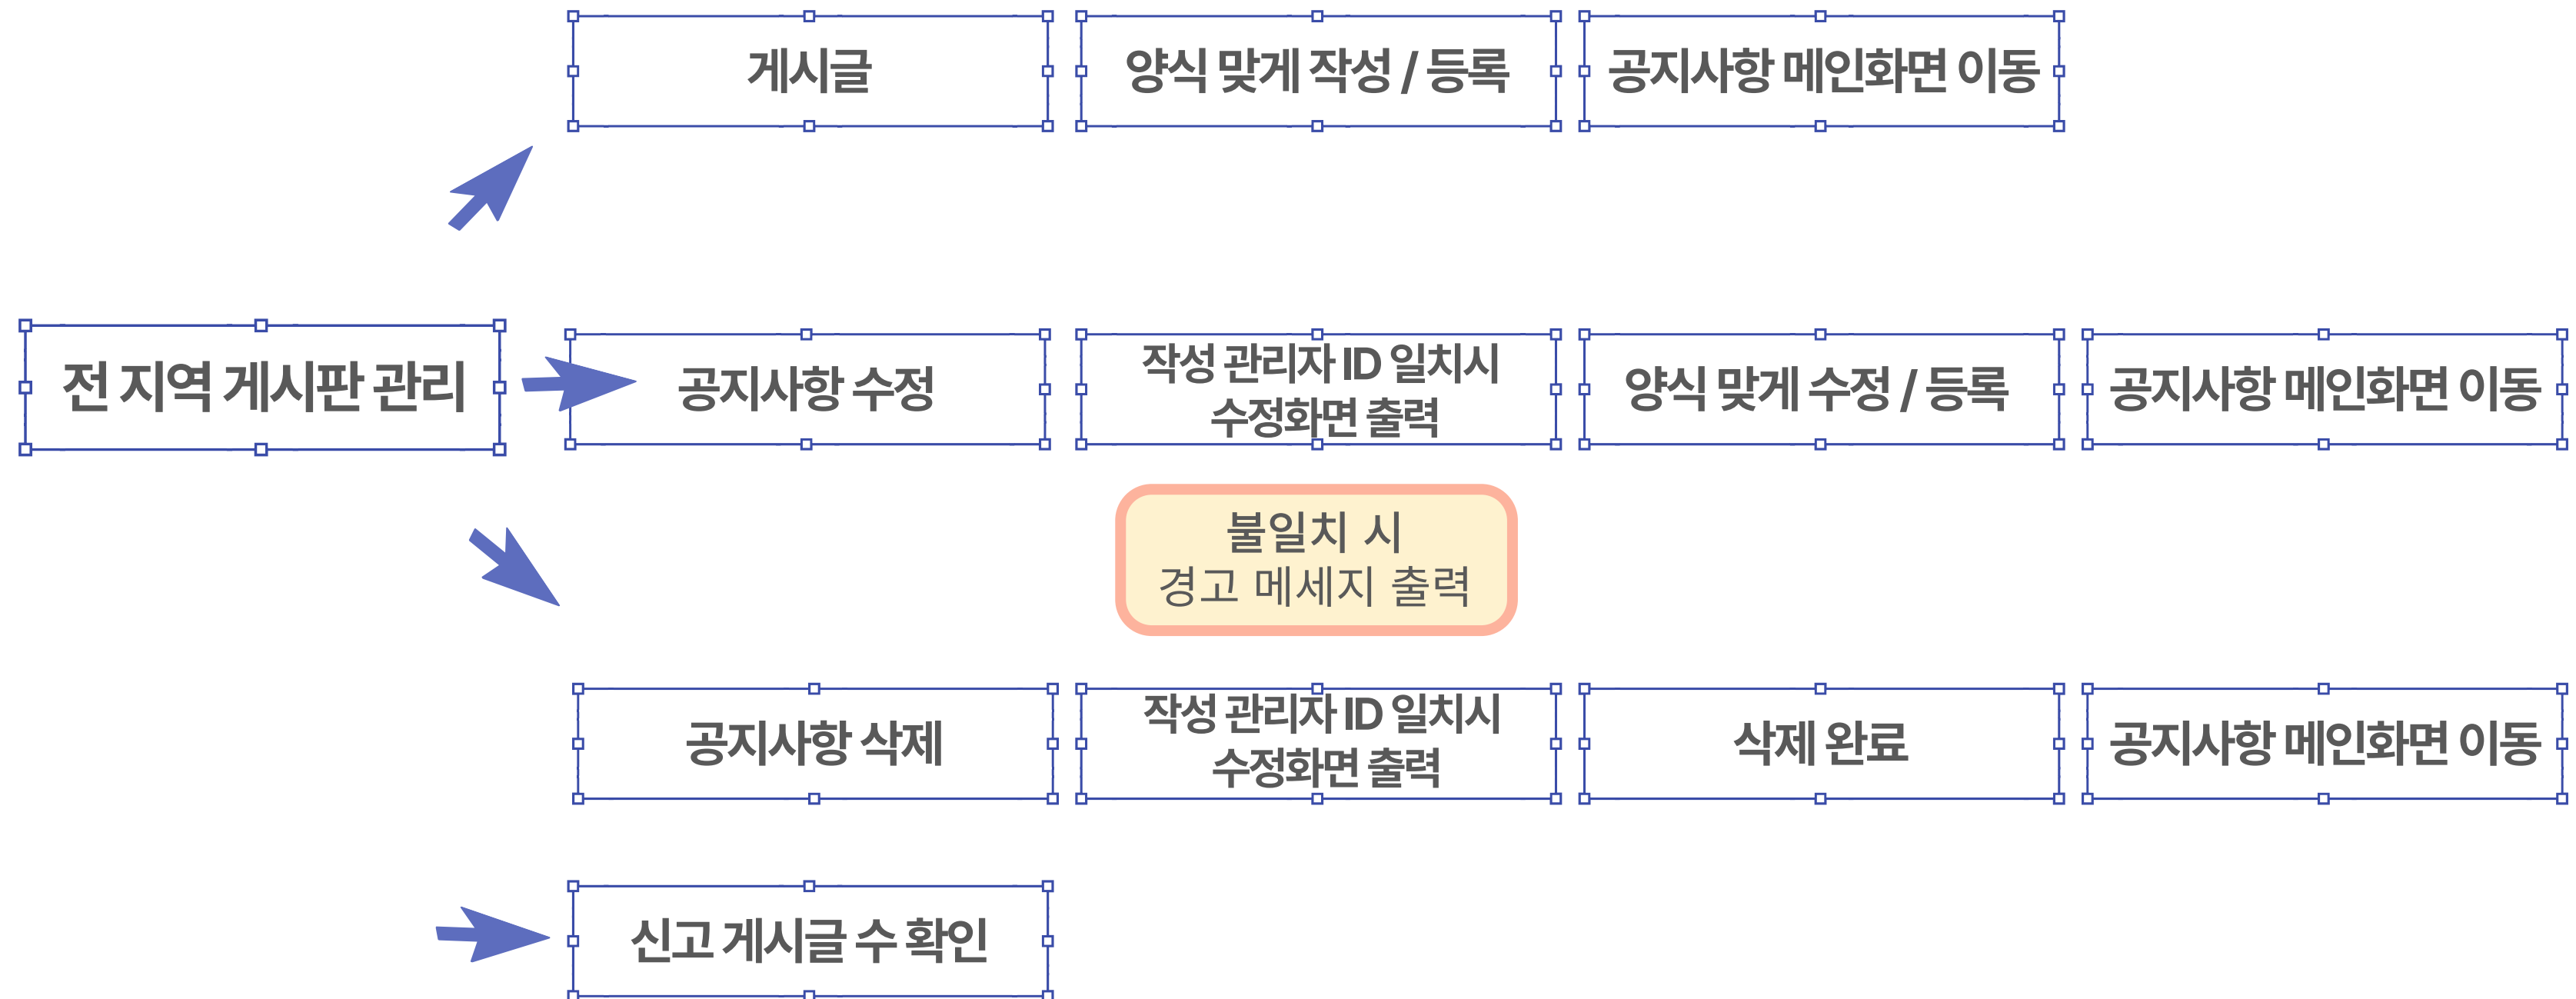 게시글
양식 맞게 작성 / 등록
공지사항 메인화면 이동
전 지역 게시판 관리
공지사항 수정
작성 관리자 ID 일치시
수정화면 출력
양식 맞게 수정 / 등록
공지사항 메인화면 이동
불일치 시
경고 메세지 출력
공지사항 삭제
작성 관리자 ID 일치시
수정화면 출력
삭제 완료
공지사항 메인화면 이동
신고 게시글 수 확인